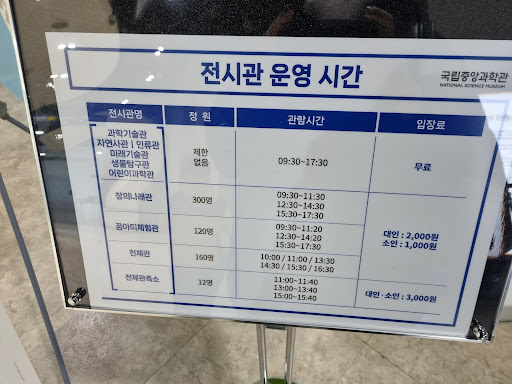 전시관 운영 시간
국립중앙과학관
NATIONAL SCIENCE MUSEUM
전시관명 정 원 관람시간 입장료
과학기술관
자연사관 | 인류관
미래기술관
생물탐구관
어린이과학관
제한
없음
09:30~17:30
무료
창의나래관
300명
09:30~11:30
12:30~14:30
15:30~17:30
꿈아띠체험관
120명
09:30~11:20
12:30~14:20
15:30~17:30
천체관
160명
10:00 / 11:00 / 13:30
14:30 / 15:30 / 16:30
대인 : 2,000원
소인 : 1,000원
천체관측소
12명
11:00~11:40
13:00~13:40
15:00~15:40
대인·소인 : 3,000원